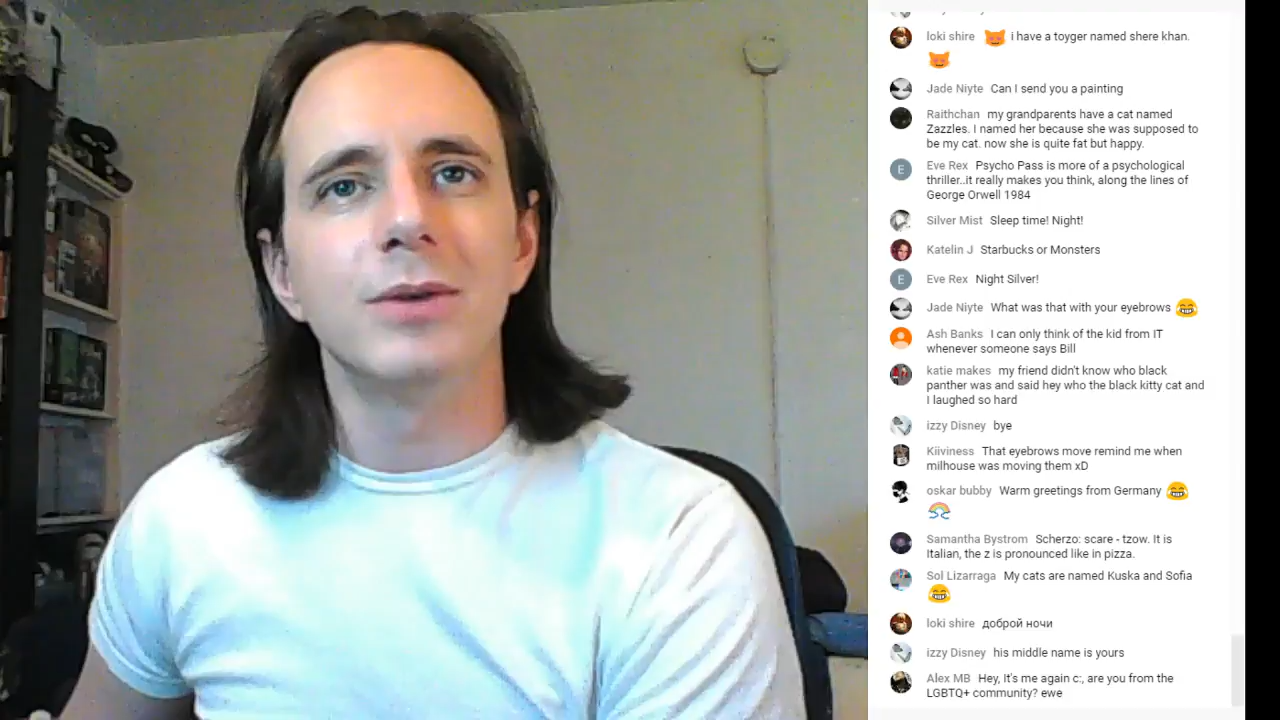 loki shire i have a toyger named shere khan.
Jade Niyte Can I send you a painting
Raithchan my grandparents have a cat named
Zazzles. I named her because she was supposed to
be my cat. now she is quite fat but happy.
E Eve Rex Psycho Pass is more of a psychological
thriller..it really makes you think, along the lines of
George Orwell 1984
Silver Mist Sleep time! Night!
Katelin J Starbucks or Monsters
E Eve Rex Night Silver!
Jade Niyte What was that with your eyebrows
Ash Banks I can only think of the kid from IT
whenever someone says Bill
katie makes my friend didn't know who black
panther was and said hey who the black kitty cat and
I laughed so hard
izzy Disney bye
Kiiviness That eyebrows move remind me when
milhouse was moving them xD
oskar bubby Warm greetings from Germany
Samantha Bystrom Scherzo: scare - tzow. It is
Italian, the z is pronounced like in pizza.
Sol Lizarraga My cats are named Kuska and Sofia
loki shire доброй ночи
izzy Disney his middle name is yours
Alex MB Hey, It's me again c:, are you from the
LGBTQ+ community? ewe